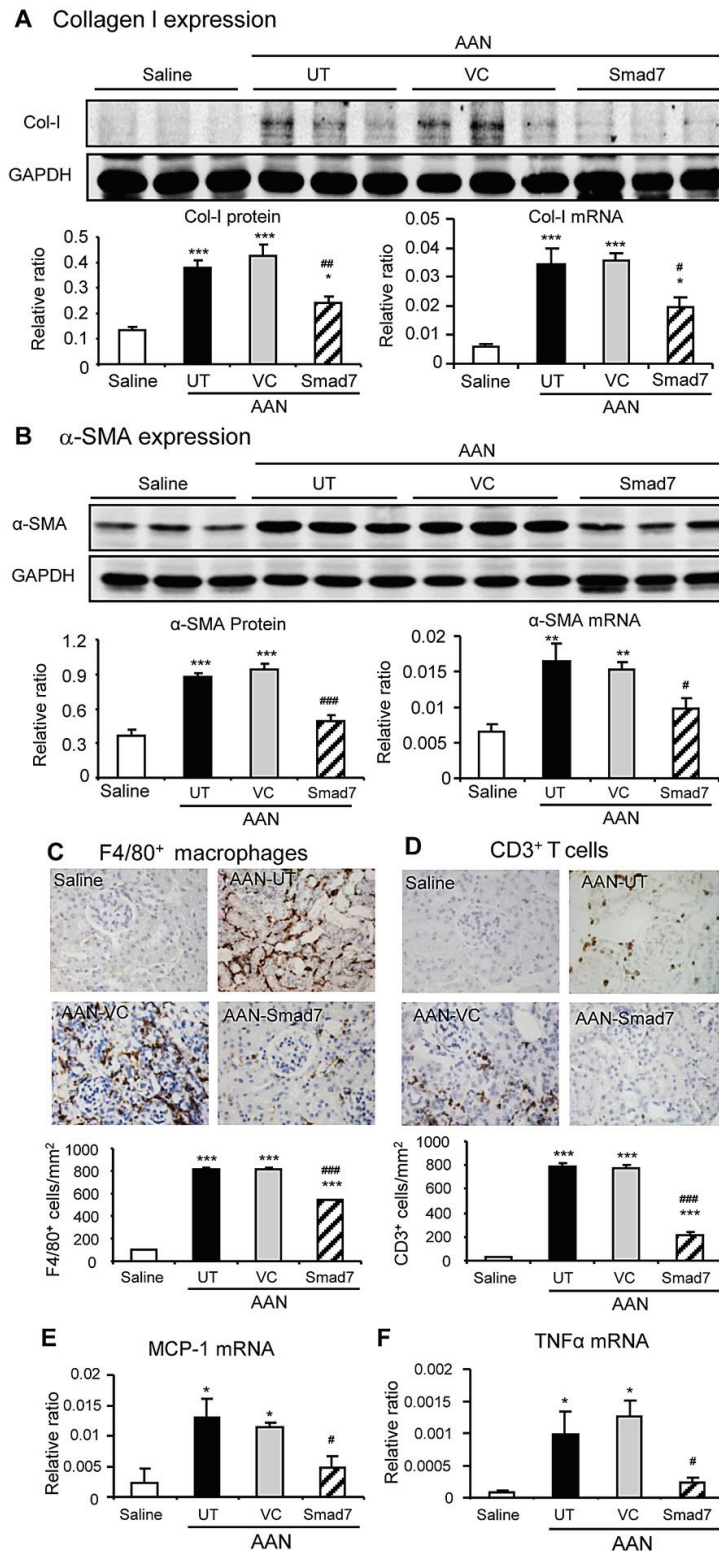 A Collagen I expression
AAN
Saline UT VC Smad7
Col-I
GAPDH
Col-I protein
Relative ratio
0.5
0.4
0.3
0.2
0.1
0
***
***
##
*
Saline UT VC Smad7
AAN
Col-I mRNA
Relative ratio
0.05
0.04
0.03
0.02
0.01
0
***
***
#
*
Saline UT VC Smad7
AAN
B α-SMA expression
AAN
Saline UT VC Smad7
α-SMA
GAPDH
α-SMA Protein
Relative ratio
1.2
0.9
0.6
0.3
0
***
***
###
Saline UT VC Smad7
AAN
α-SMA mRNA
Relative ratio
0.02
0.015
0.01
0.005
0
**
**
#
Saline UT VC Smad7
AAN
C F4/80+ macrophages
Saline AAN-UT
AAN-VC AAN-Smad7
F4/80+ cells/mm2
1000
800
600
400
200
0
***
***
###
***
Saline UT VC Smad7
AAN
D CD3+ T cells
Saline AAN-UT
AAN-VC AAN-Smad7
CD3+ cells/mm2
1000
800
600
400
200
0
***
***
###
***
Saline UT VC Smad7
AAN
E MCP-1 mRNA
Relative ratio
0.02
0.015
0.01
0.005
0
*
*
#
Saline UT VC Smad7
AAN
F TNFα mRNA
Relative ratio
0.002
0.0015
0.001
0.0005
0
*
*
#
Saline UT VC Smad7
AAN